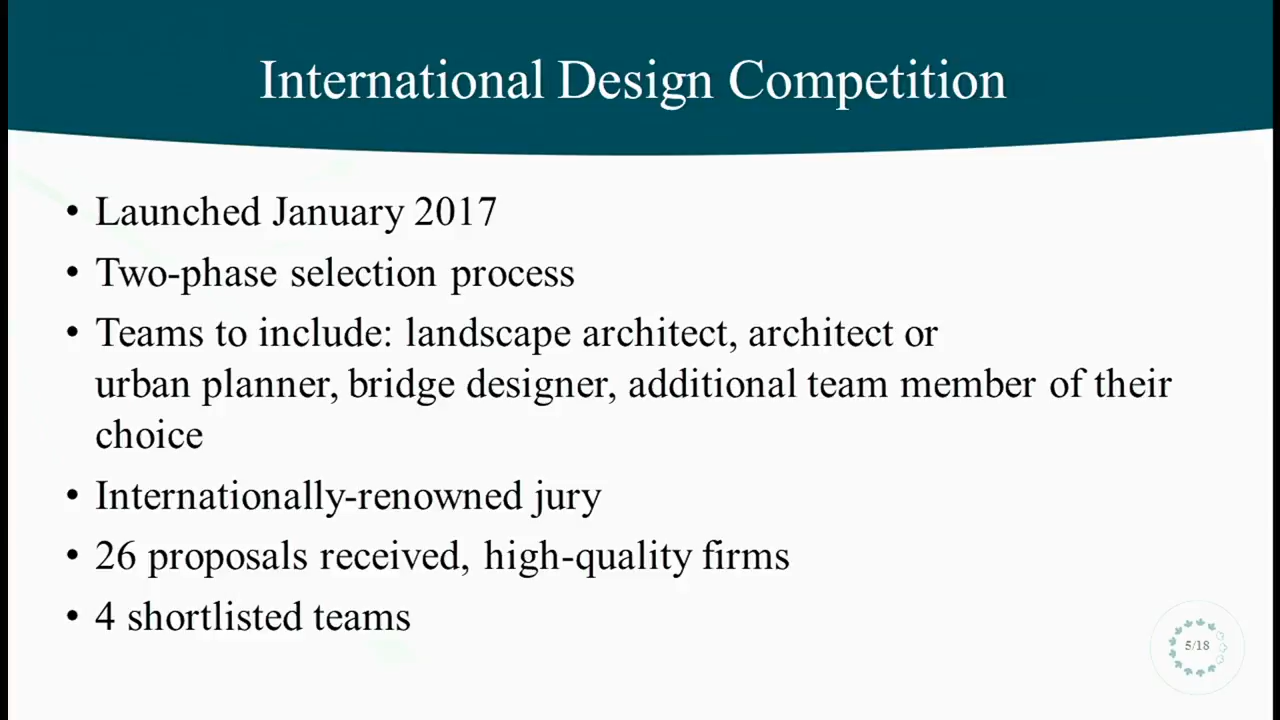 International Design Competition
• Launched January 2017
• Two-phase selection process
• Teams to include: landscape architect, architect or
urban planner, bridge designer, additional team member of their
choice
• Internationally-renowned jury
• 26 proposals received, high-quality firms
• 4 shortlisted teams
5/18